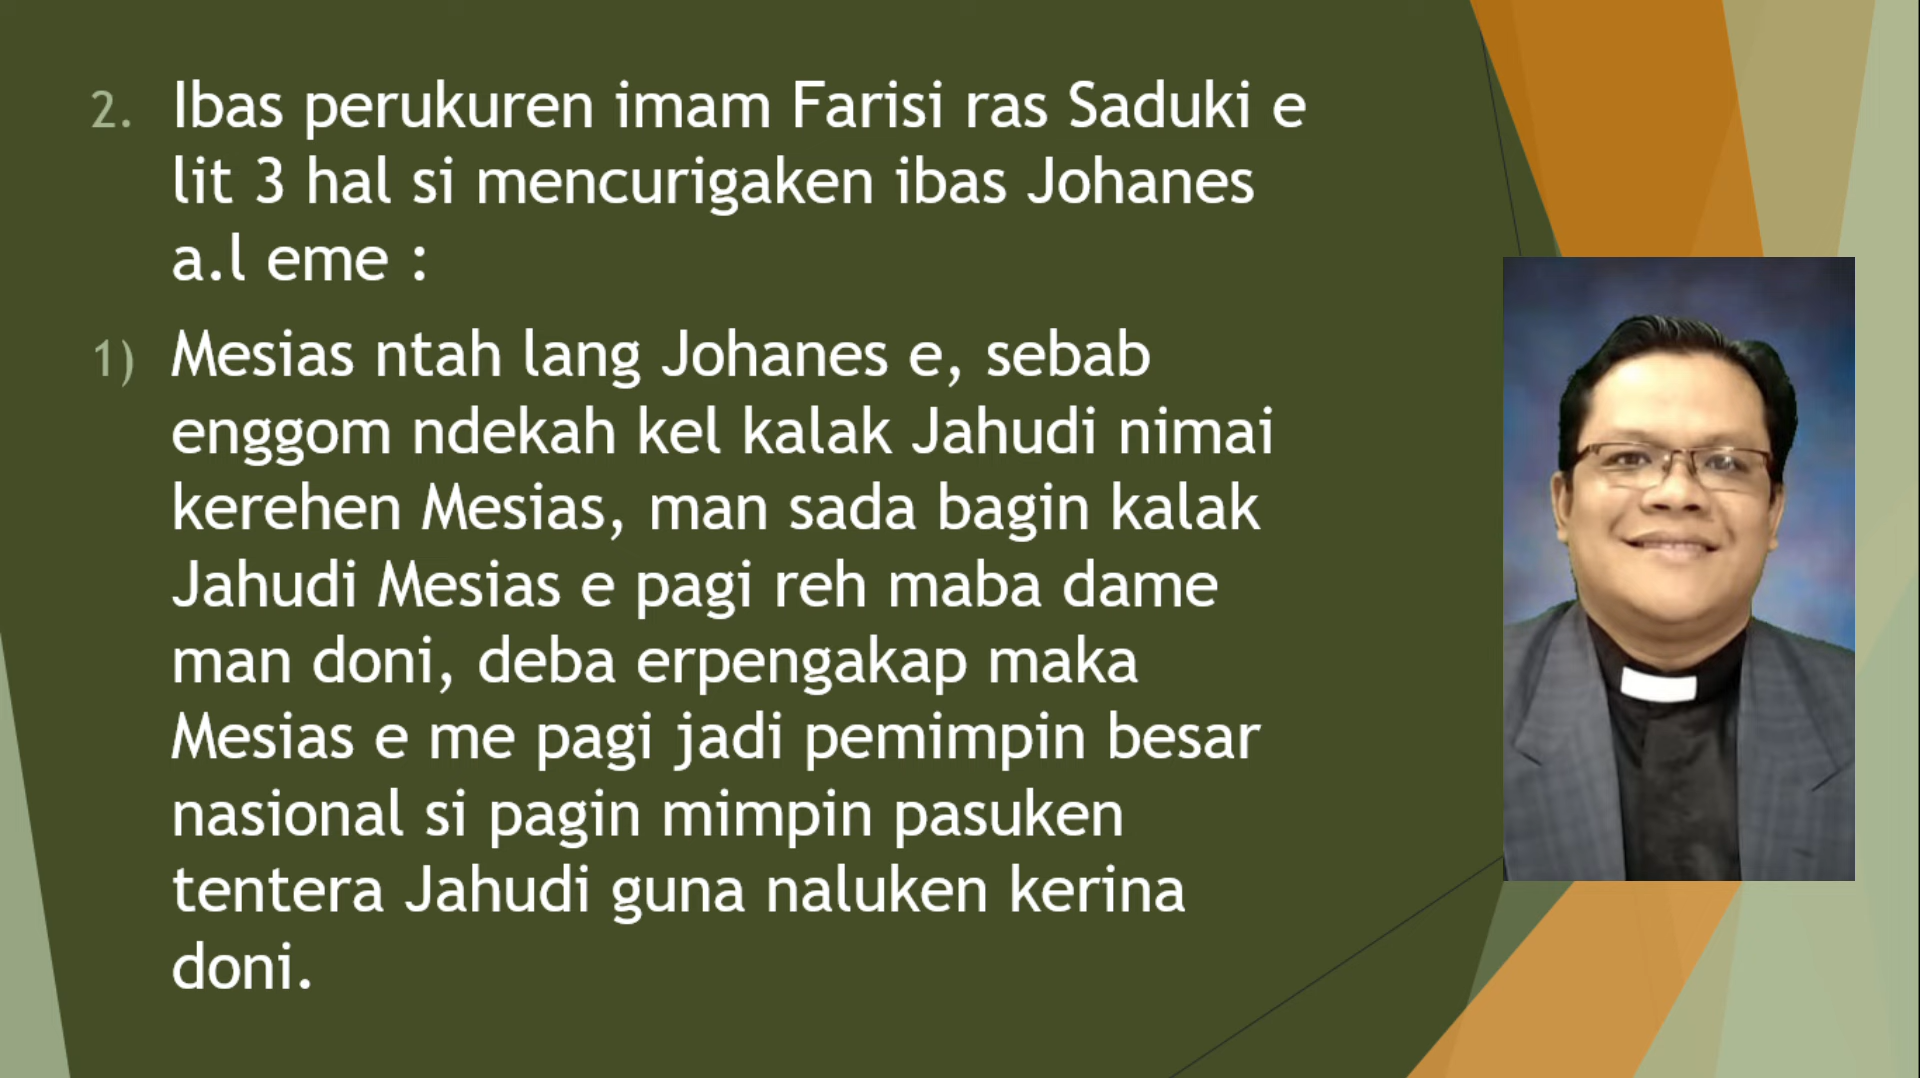 2. Ibas perukuren imam Farisi ras Saduki e
lit 3 hal si mencurigaken ibas Johanes
a.l eme :
1) Mesias ntah lang Johanes e, sebab
enggom ndekah kel kalak Jahudi nimai
kerehen Mesias, man sada bagin kalak
Jahudi Mesias e pagi reh maba dame
man doni, deba erpengakap maka
Mesias e me pagi jadi pemimpin besar
nasional si pagin mimpin pasuken
tentera Jahudi guna naluken kerina
doni.